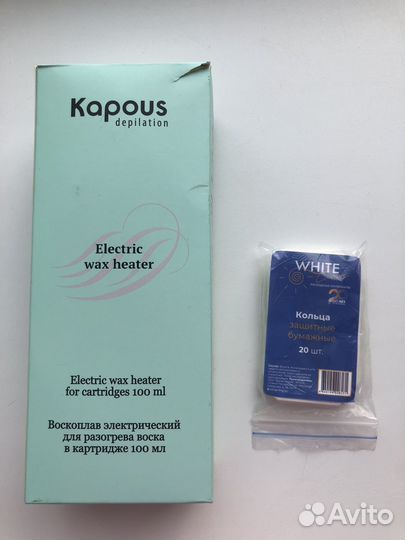 Kapous
depilation
Electric
wax heater
Electric wax heater
for cartridges 100 ml
Воскоплав электрический
для разогрева воска
в картридже 100 мл
WHITE
Кольца
защитные
бумажные
20 шт.
Avito